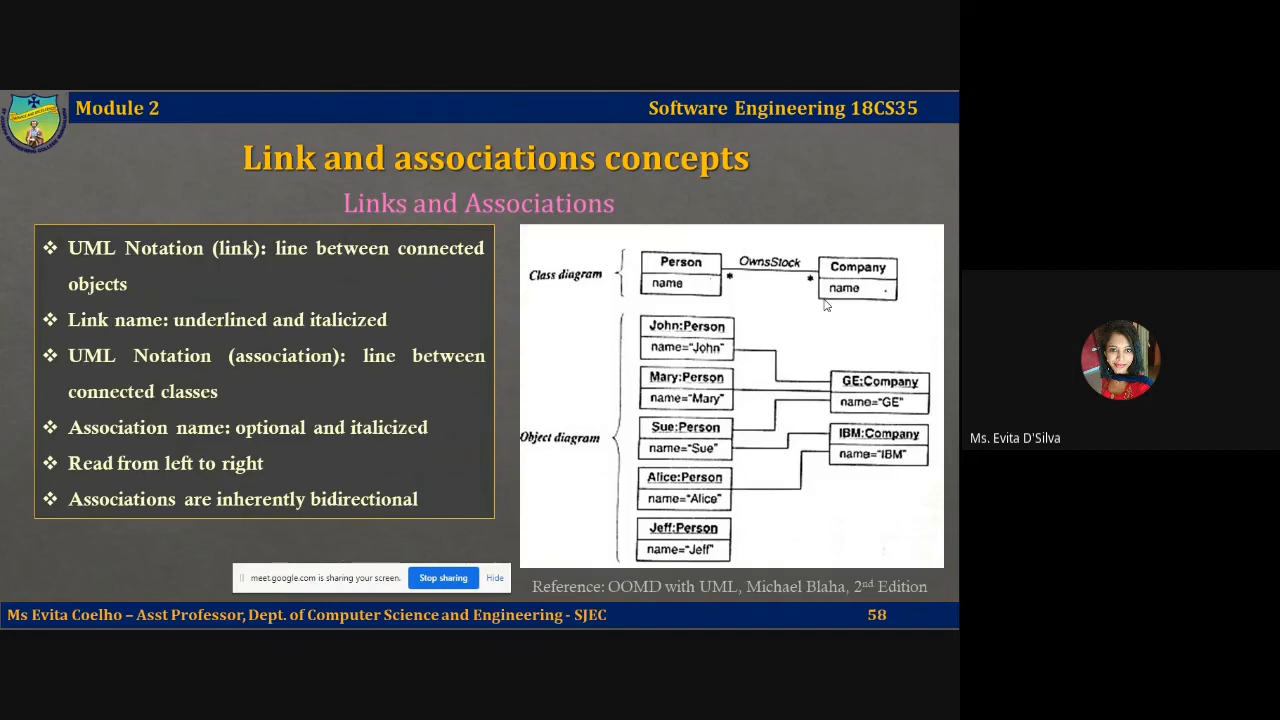 Module 2
Software Engineering 18CS35
Link and associations concepts
Links and Associations
❖ UML Notation (link): line between connected
objects
❖ Link name: underlined and italicized
❖ UML Notation (association): line between
connected classes
❖ Association name: optional and italicized
❖ Read from left to right
❖ Associations are inherently bidirectional
Class diagram
Person
name
OwnsStock
*
*
Company
name
Object diagram
John:Person
name="John"
Mary:Person
name="Mary"
Sue:Person
name="Sue"
Alice:Person
name="Alice"
Jeff:Person
name="Jeff"
GE:Company
name="GE"
IBM:Company
name="IBM"
meet.google.com is sharing your screen.
Stop sharing
Hide
Reference: OOMD with UML, Michael Blaha, 2nd Edition
Ms Evita Coelho – Asst Professor, Dept. of Computer Science and Engineering - SJEC
58
Ms. Evita D'Silva